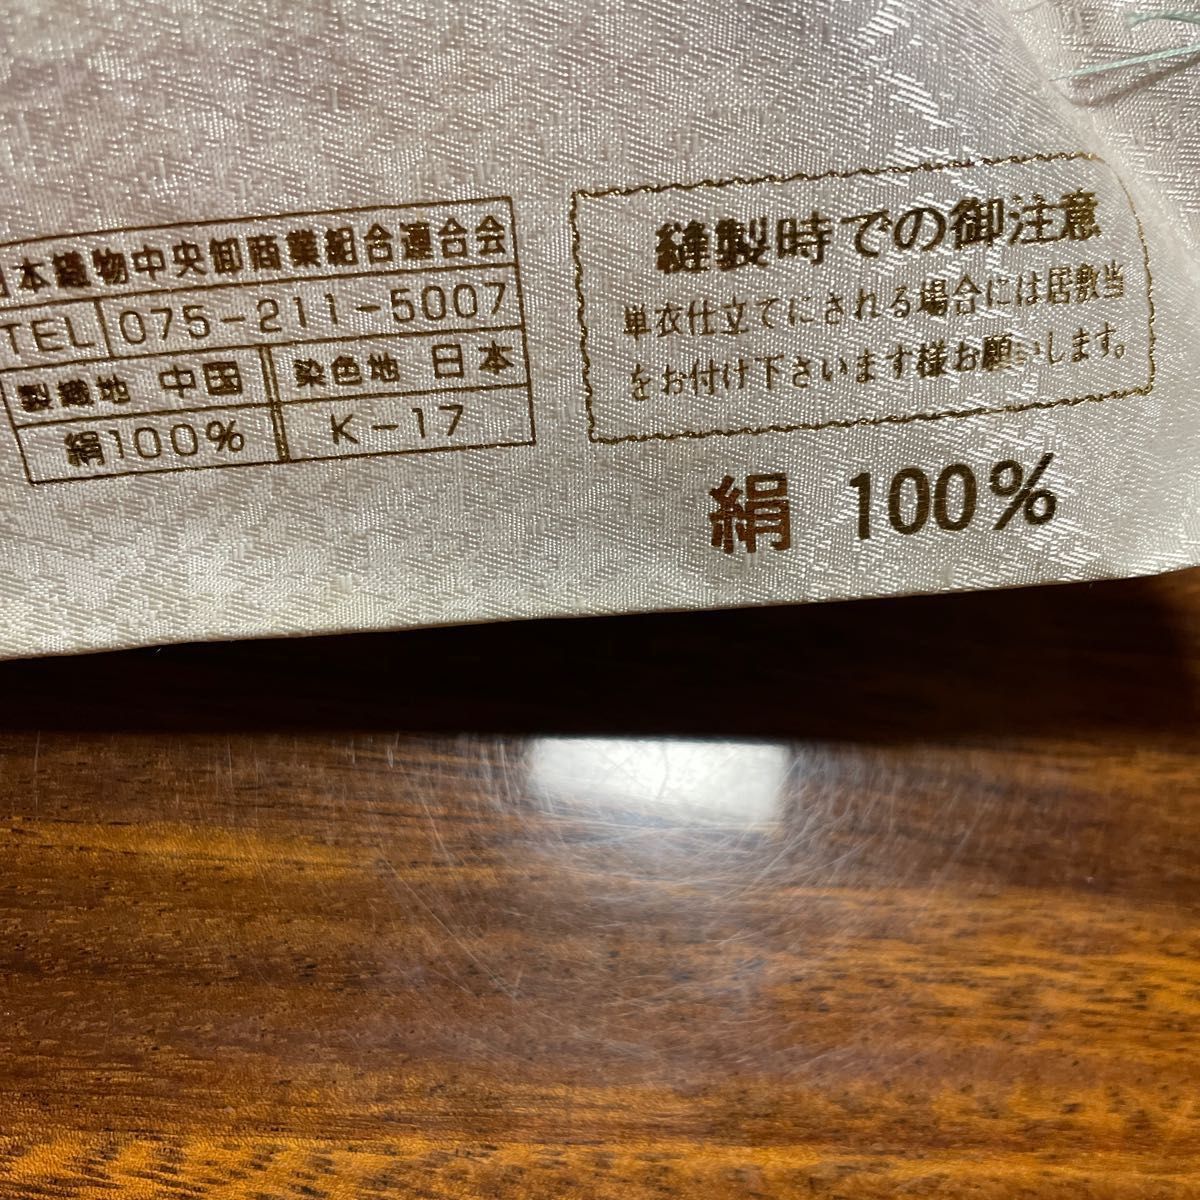 日本織物中央卸商業組合連合会
TEL 075-211-5007
製織地 中国 染色地 日本
絹100% K-17
縫製時での御注意
単衣仕立てにされる場合には居敷当
をお付け下さいます様お願いします。
絹 100%